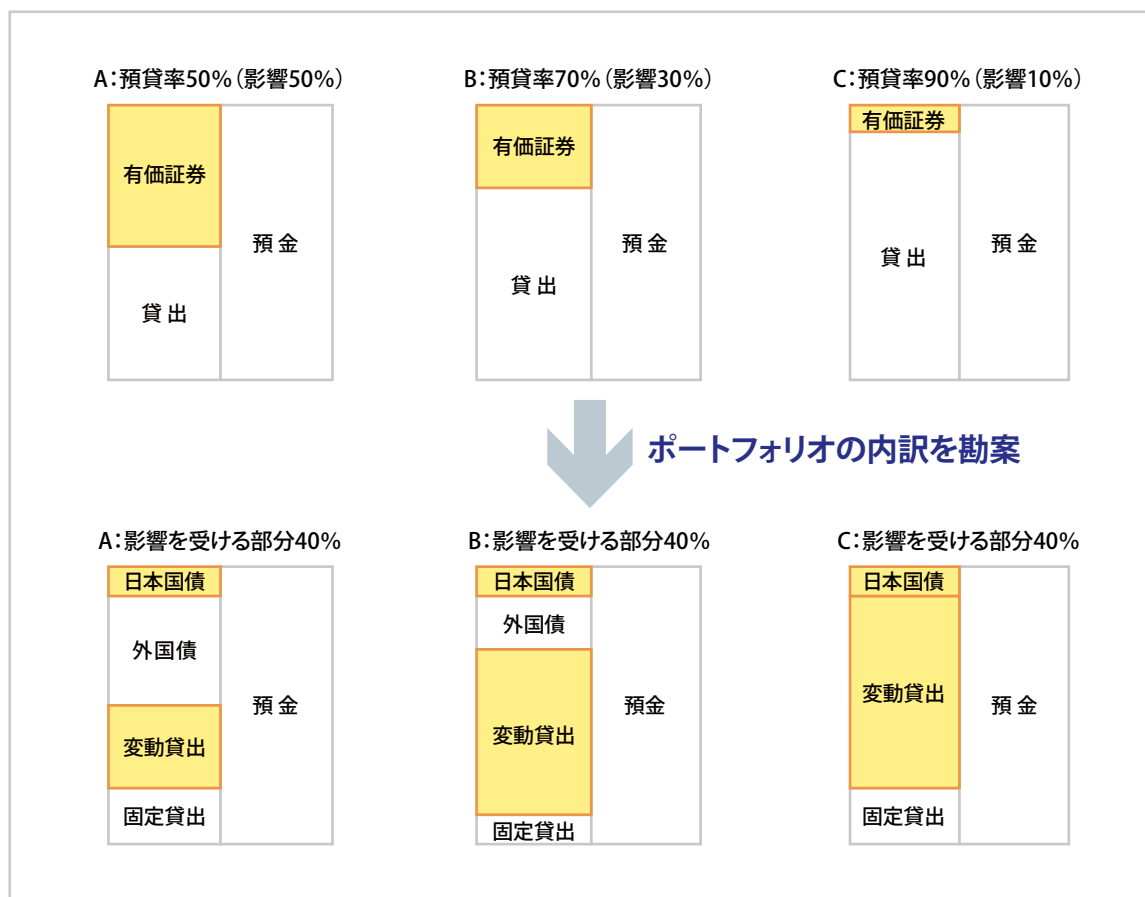 A:預貸率50%(影響50%)
有価証券
貸 出
預 金
B:預貸率70%(影響30%)
有価証券
貸 出
預 金
C:預貸率90%(影響10%)
有価証券
貸 出
預 金
ポートフォリオの内訳を勘案
A:影響を受ける部分40%
日本国債
外国債
変動貸出
固定貸出
預 金
B:影響を受ける部分40%
日本国債
外国債
変動貸出
固定貸出
預金
C:影響を受ける部分40%
日本国債
変動貸出
固定貸出
預 金